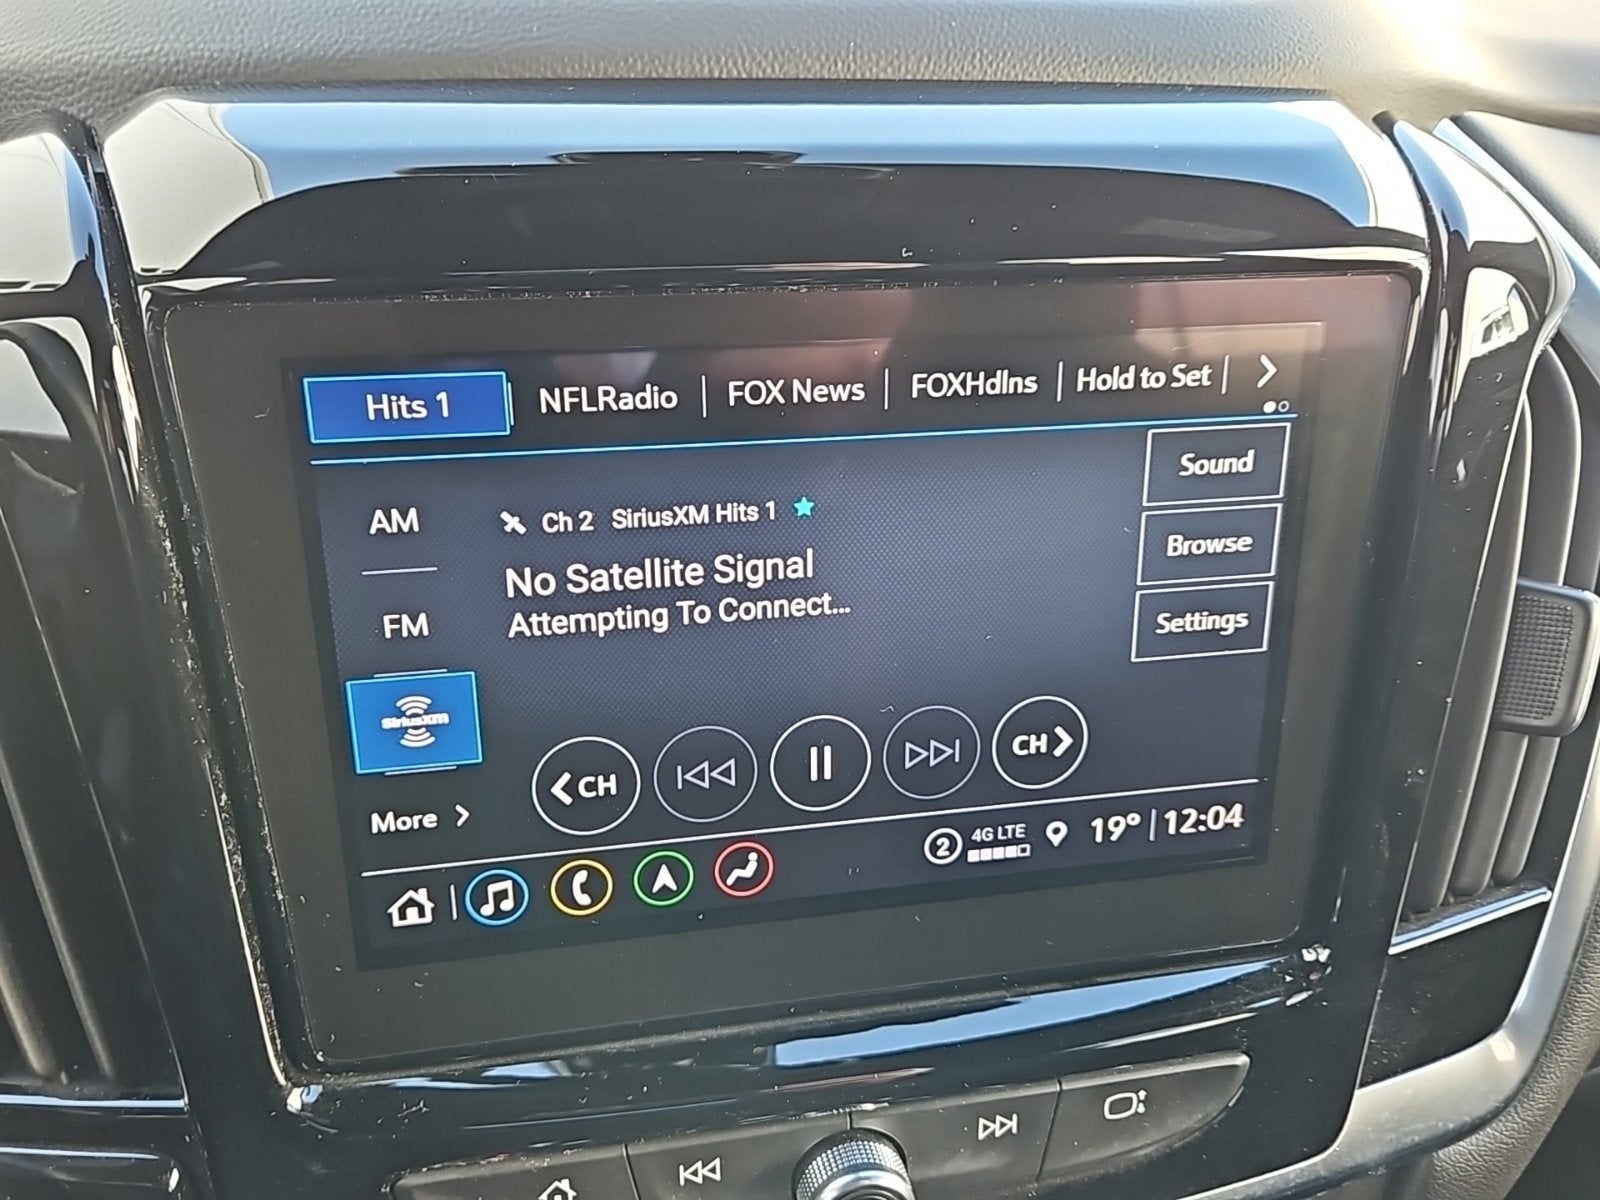 Hits 1 NFLRadio FOX News FOXHdlns Hold to Set
Sound
AM Ch 2 SiriusXM Hits 1
No Satellite Signal
Browse
Attempting To Connect...
FM
Settings
SiriusXM
CH CH
More
2 4G LTE 19° 12:04